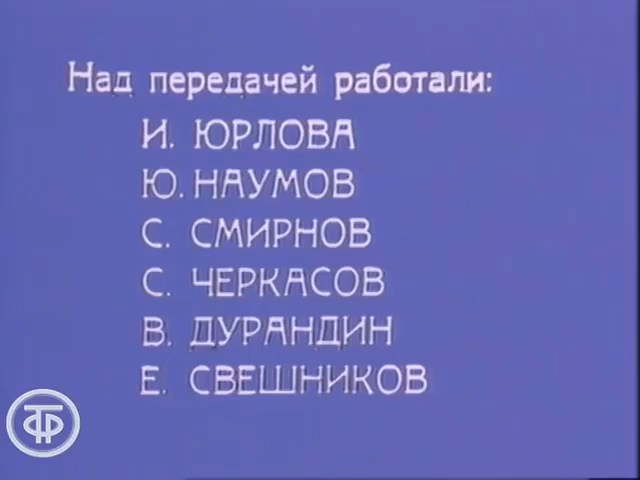 Над передачей работали:
И. ЮРЛОВА
Ю. НАУМОВ
С. СМИРНОВ
С. ЧЕРКАСОВ
В. ДУРАНДИН
Е. СВЕШНИКОВ